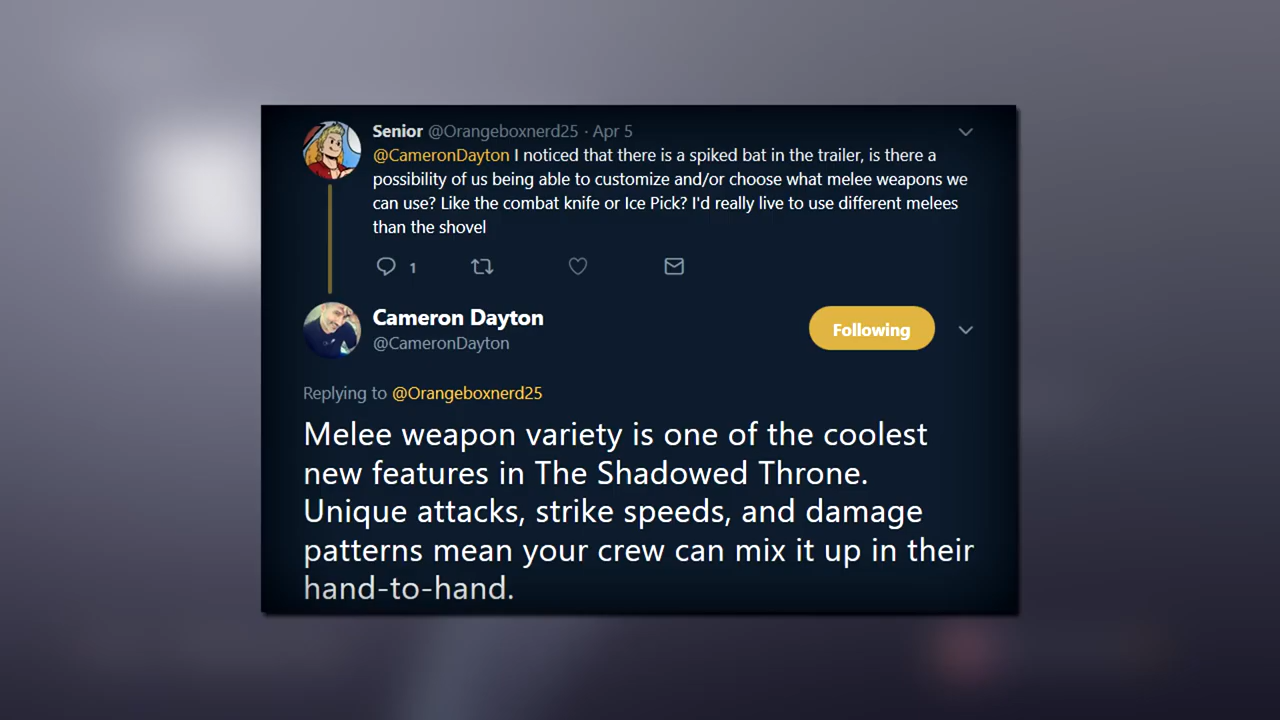 Senior @Orangeboxnerd25 · Apr 5
@CameronDayton I noticed that there is a spiked bat in the trailer, is there a
possibility of us being able to customize and/or choose what melee weapons we
can use? Like the combat knife or Ice Pick? I'd really live to use different melees
than the shovel
1
Cameron Dayton
@CameronDayton
Following
Replying to @Orangeboxnerd25
Melee weapon variety is one of the coolest
new features in The Shadowed Throne.
Unique attacks, strike speeds, and damage
patterns mean your crew can mix it up in their
hand-to-hand.